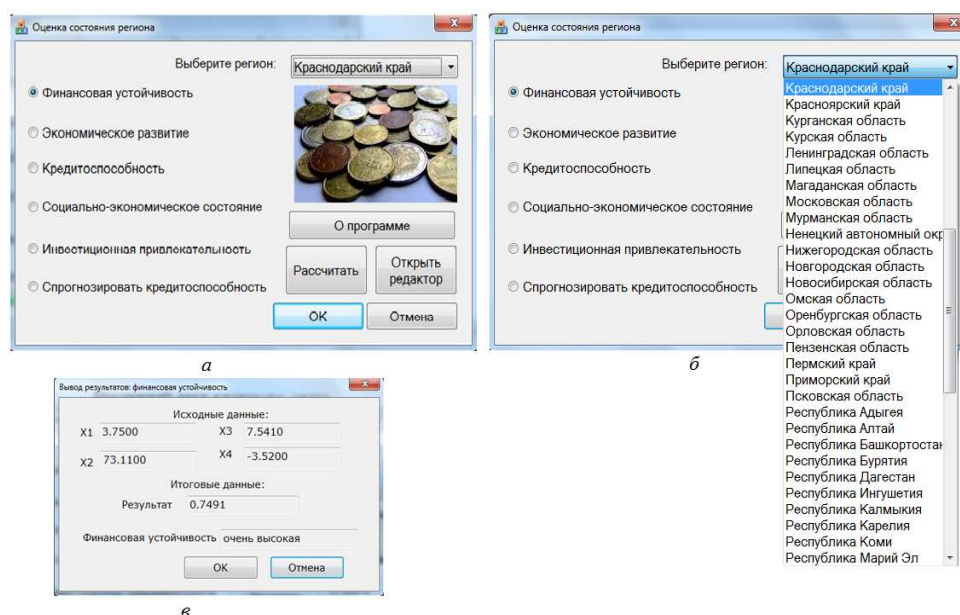 Оценка состояния региона
Выберите регион: Краснодарский край
Финансовая устойчивость
Экономическое развитие
Кредитоспособность
Социально-экономическое состояние
О программе
Инвестиционная привлекательность
Рассчитать
Открыть
редактор
Спрогнозировать кредитоспособность
ОК
Отмена
а
Оценка состояния региона
Выберите регион: Краснодарский край
Финансовая устойчивость
Экономическое развитие
Кредитоспособность
Социально-экономическое состояние
Инвестиционная привлекательность
Спрогнозировать кредитоспособность
Краснодарский край
Красноярский край
Курганская область
Курская область
Ленинградская область
Липецкая область
Магаданская область
Московская область
Мурманская область
Ненецкий автономный окр
Нижегородская область
Новгородская область
Новосибирская область
Омская область
Оренбургская область
Орловская область
Пензенская область
Пермский край
Приморский край
Псковская область
Республика Адыгея
Республика Алтай
Республика Башкортостан
Республика Бурятия
Республика Дагестан
Республика Ингушетия
Республика Калмыкия
Республика Карелия
Республика Коми
Республика Марий Эл
б
Вывод результатов: финансовая устойчивость
Исходные данные:
X1 3.7500 X3 7.5410
X2 73.1100 X4 -3.5200
Итоговые данные:
Результат 0.7491
Финансовая устойчивость очень высокая
ОК Отмена
в